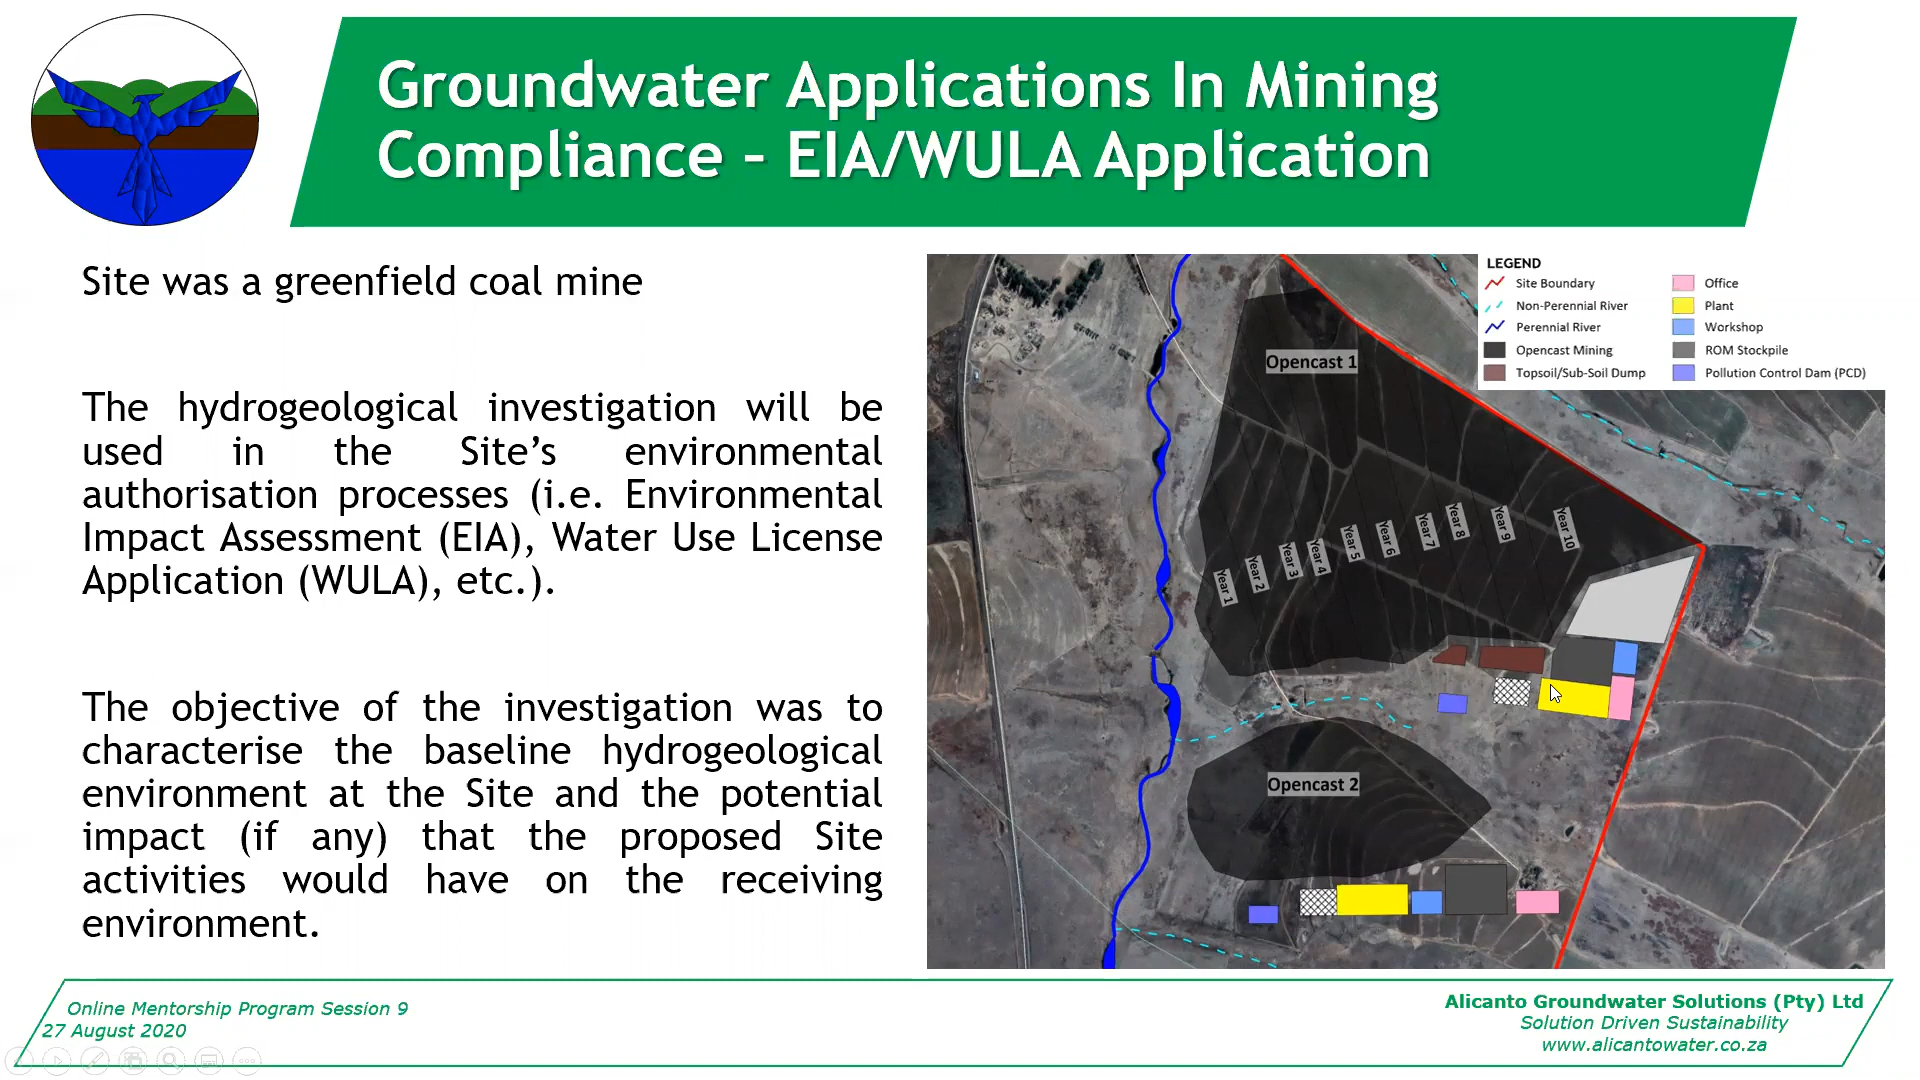 Groundwater Applications In Mining
Compliance – EIA/WULA Application
Site was a greenfield coal mine
The hydrogeological investigation will be
used in the Site’s environmental
authorisation processes (i.e. Environmental
Impact Assessment (EIA), Water Use License
Application (WULA), etc.).
The objective of the investigation was to
characterise the baseline hydrogeological
environment at the Site and the potential
impact (if any) that the proposed Site
activities would have on the receiving
environment.
LEGEND
Site Boundary
Non-Perennial River
Perennial River
Opencast Mining
Topsoil/Sub-Soil Dump
Office
Plant
Workshop
ROM Stockpile
Pollution Control Dam (PCD)
Opencast 1
Year 1
Year 2
Year 3
Year 4
Year 5
Year 6
Year 7
Year 8
Year 9
Year 10
Opencast 2
Online Mentorship Program Session 9
27 August 2020
Alicanto Groundwater Solutions (Pty) Ltd
Solution Driven Sustainability
www.alicantowater.co.za